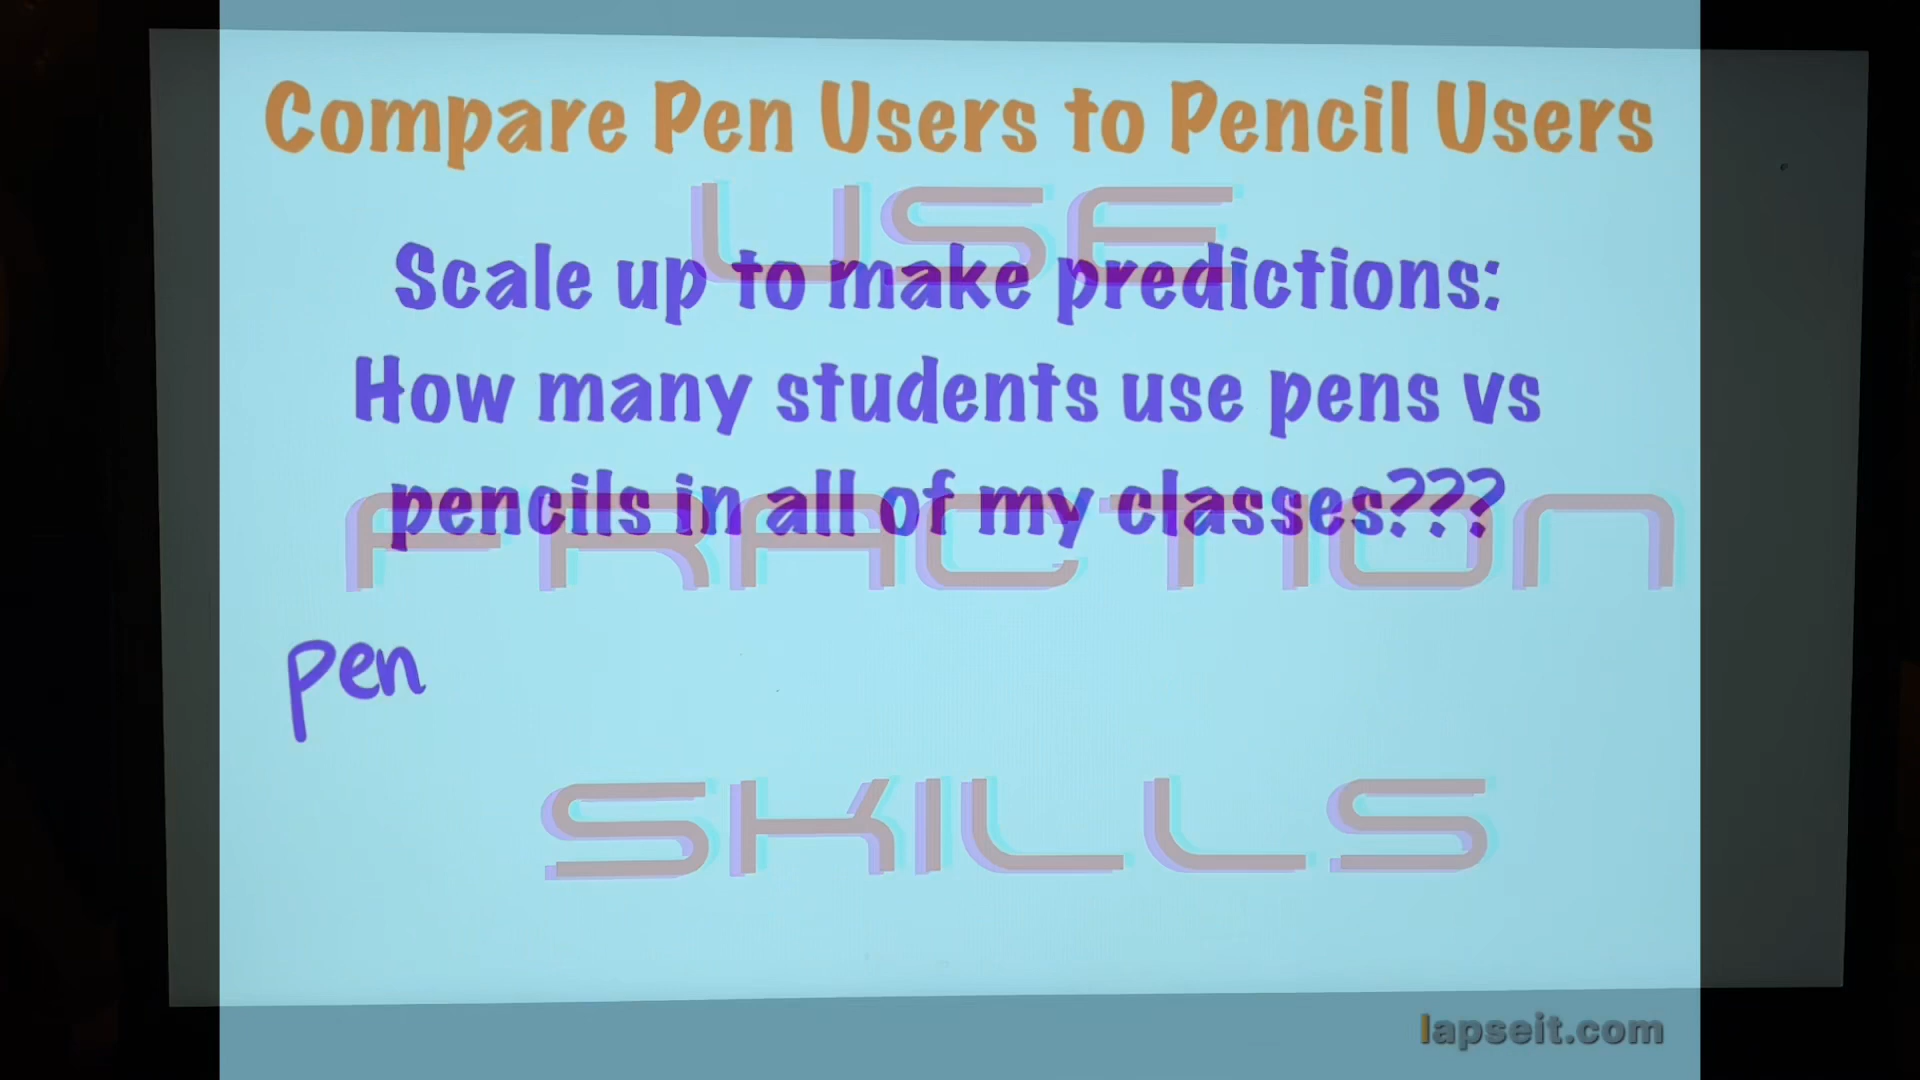 Compare Pen Users to Pencil Users
USE
Scale up to make predictions:
How many students use pens vs
pencils in all of my classes???
FRACTION
pen
SKILLS
lapseit.com